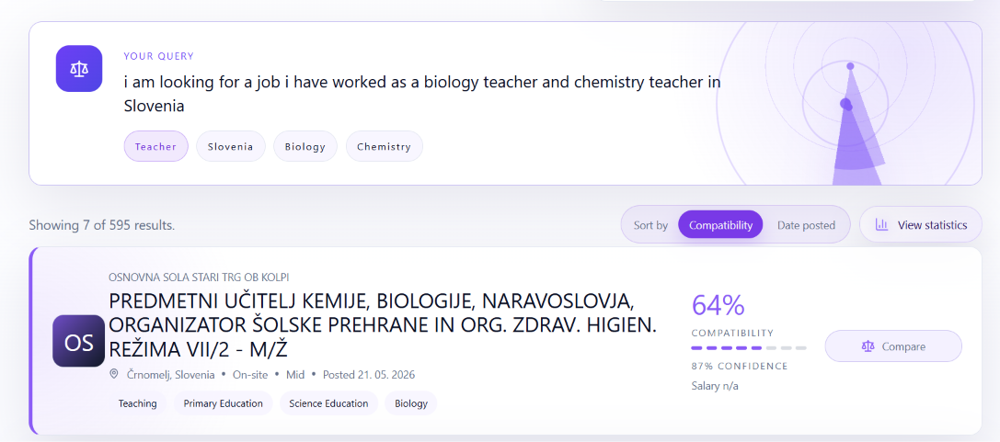 YOUR QUERY
i am looking for a job i have worked as a biology teacher and chemistry teacher in
Slovenia
Teacher
Slovenia
Biology
Chemistry
Showing 7 of 595 results.
Sort by
Compatibility
Date posted
View statistics
OSNOVNA SOLA STARI TRG OB KOLPI
PREDMETNI UČITELJ KEMIJE, BIOLOGIJE, NARAVOSLOVJA,
ORGANIZATOR ŠOLSKE PREHRANE IN ORG. ZDRAV. HIGIEN.
REŽIMA VII/2 - M/Ž
OS
Črnomelj, Slovenia • On-site • Mid • Posted 21. 05. 2026
Teaching
Primary Education
Science Education
Biology
64%
COMPATIBILITY
87% CONFIDENCE
Salary n/a
Compare